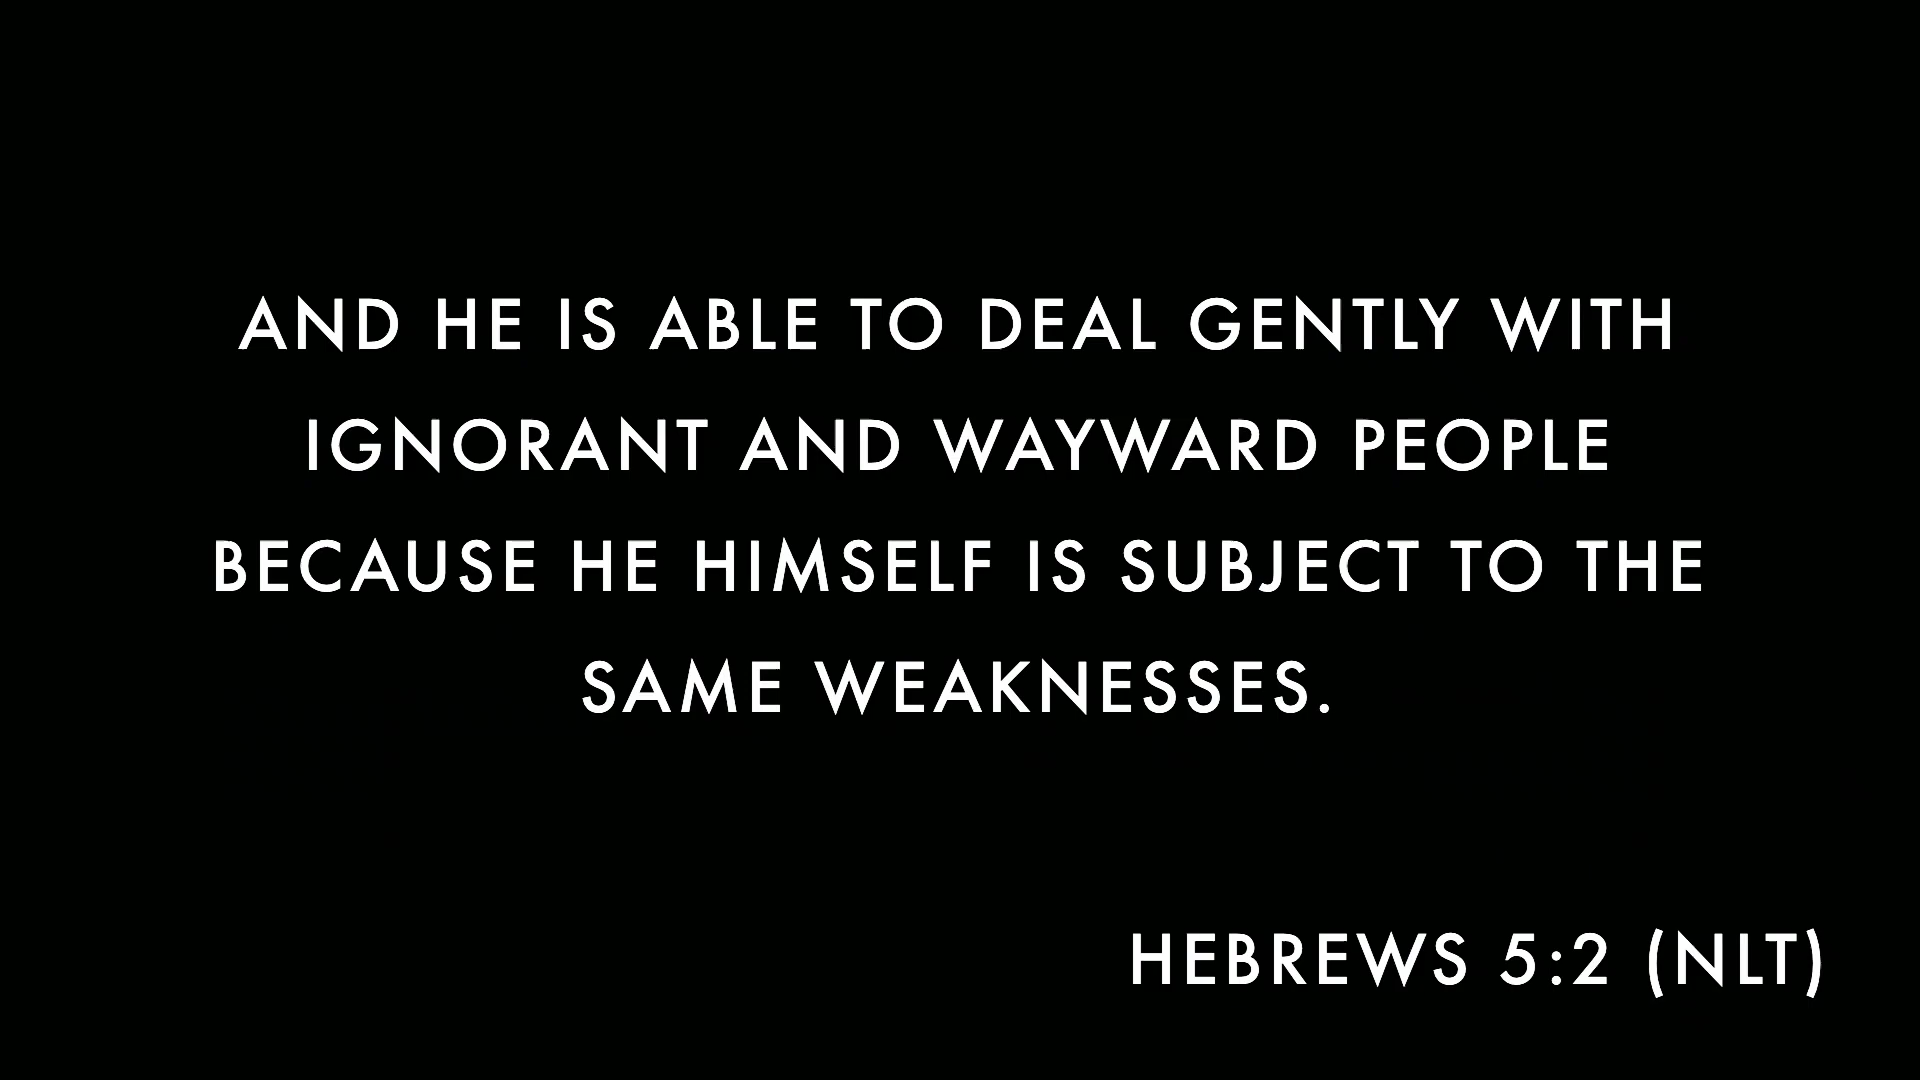 AND HE IS ABLE TO DEAL GENTLY WITH
IGNORANT AND WAYWARD PEOPLE
BECAUSE HE HIMSELF IS SUBJECT TO THE
SAME WEAKNESSES.
HEBREWS 5:2 (NLT)